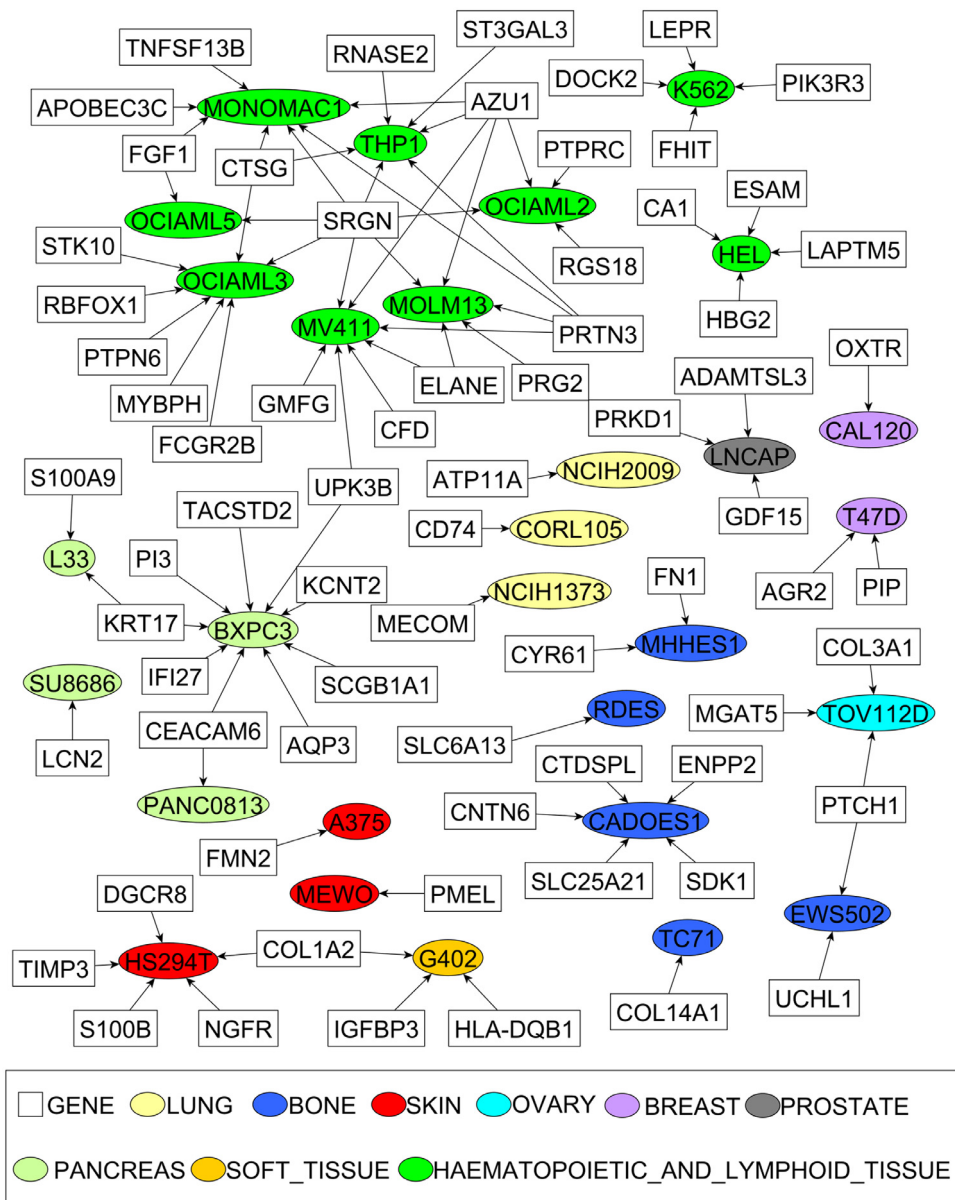 ST3GAL3
LEPR
TNFSF13B
RNASE2
DOCK2
K562
PIK3R3
APOBEC3C
MONOMAC1
AZU1
THP1
FGF1
CTSG
PTPRC
FHIT
ESAM
CA1
OCIAML5
SRGN
OCIAML2
STK10
HEL
LAPTM5
OCIAML3
RGS18
RBFOX1
MOLM13
HBG2
MV411
PRTN3
PTPN6
OXTR
ADAMTSL3
MYBPH
GMFG
ELANE
PRG2
PRKD1
FCGR2B
CFD
CAL120
LNCAP
S100A9
ATP11A
NCIH2009
UPK3B
TACSTD2
GDF15
T47D
CD74
CORL105
L33
PI3
FN1
KCNT2
NCIH1373
AGR2
PIP
KRT17
BXPC3
MECOM
MHHES1
CYR61
COL3A1
IFI27
SCGB1A1
SU8686
RDES
MGAT5
TOV112D
CEACAM6
AQP3
SLC6A13
LCN2
CTDSPL
ENPP2
PANC0813
CNTN6
PTCH1
A375
CADOES1
FMN2
SLC25A21
SDK1
DGCR8
MEWO
PMEL
EWS502
TC71
COL1A2
TIMP3
HS294T
G402
UCHL1
COL14A1
S100B
NGFR
IGFBP3
HLA-DQB1
GENE LUNG BONE SKIN OVARY BREAST PROSTATE
PANCREAS SOFT_TISSUE HAEMATOPOIETIC_AND_LYMPHOID_TISSUE